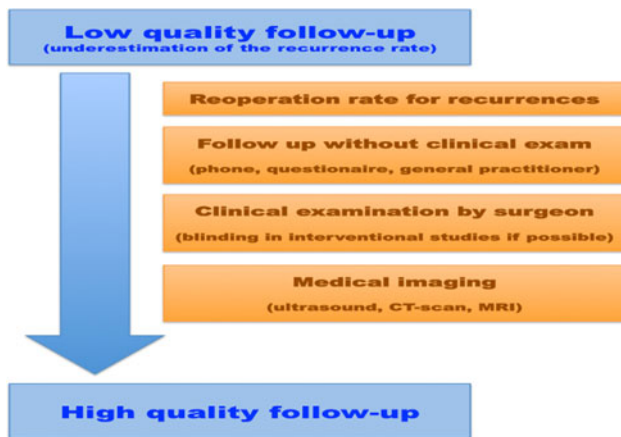 Low quality follow-up
(underestimation of the recurrence rate)
Reoperation rate for recurrences
Follow up without clinical exam
(phone, questionaire, general practitioner)
Clinical examination by surgeon
(blinding in interventional studies if possible)
Medical imaging
(ultrasound, CT-scan, MRI)
High quality follow-up